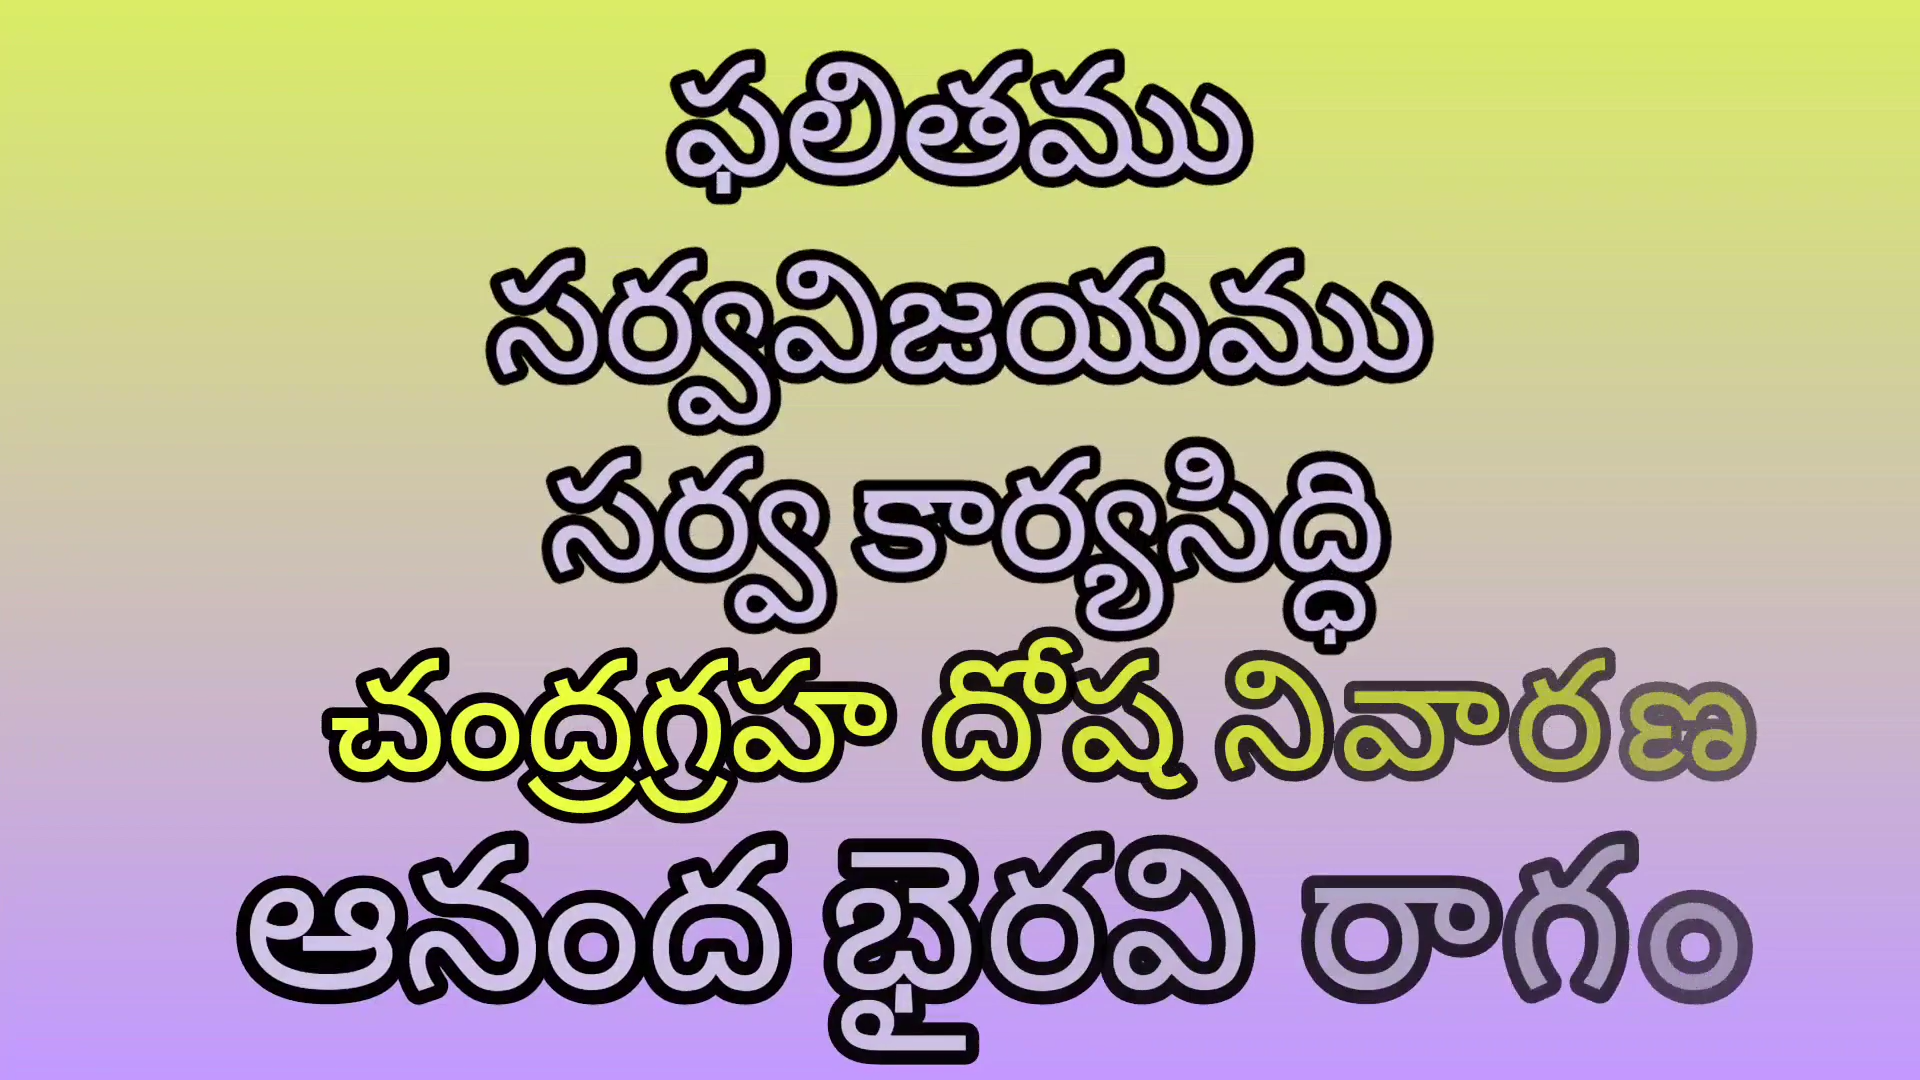 ఫలితము
సర్వవిజయము
సర్వ కార్యసిద్ధి
చంద్రగ్రహ దోష నివారణ
ఆనంద భైరవి రాగం